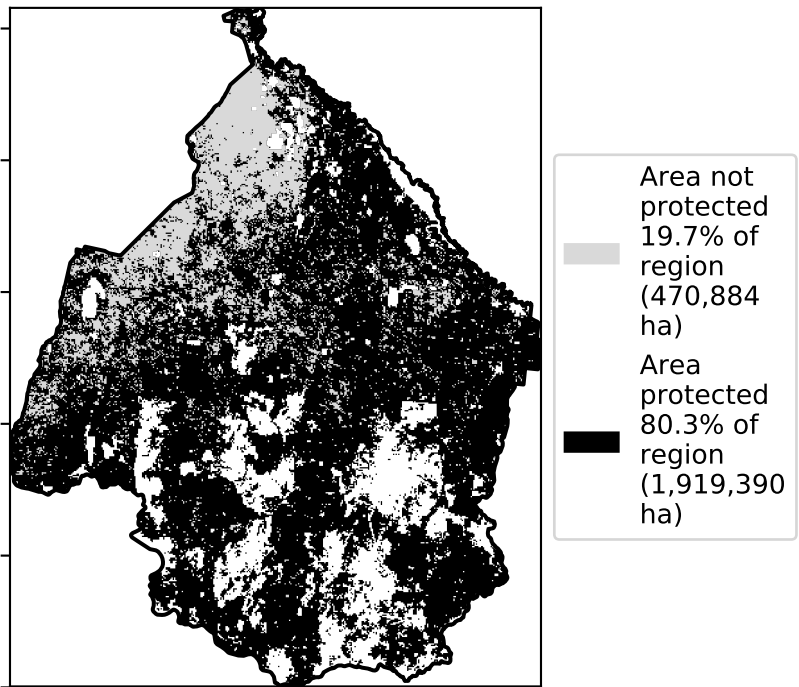 Area not
protected
19.7% of
region
(470,884
ha)
Area
protected
80.3% of
region
(1,919,390
ha)